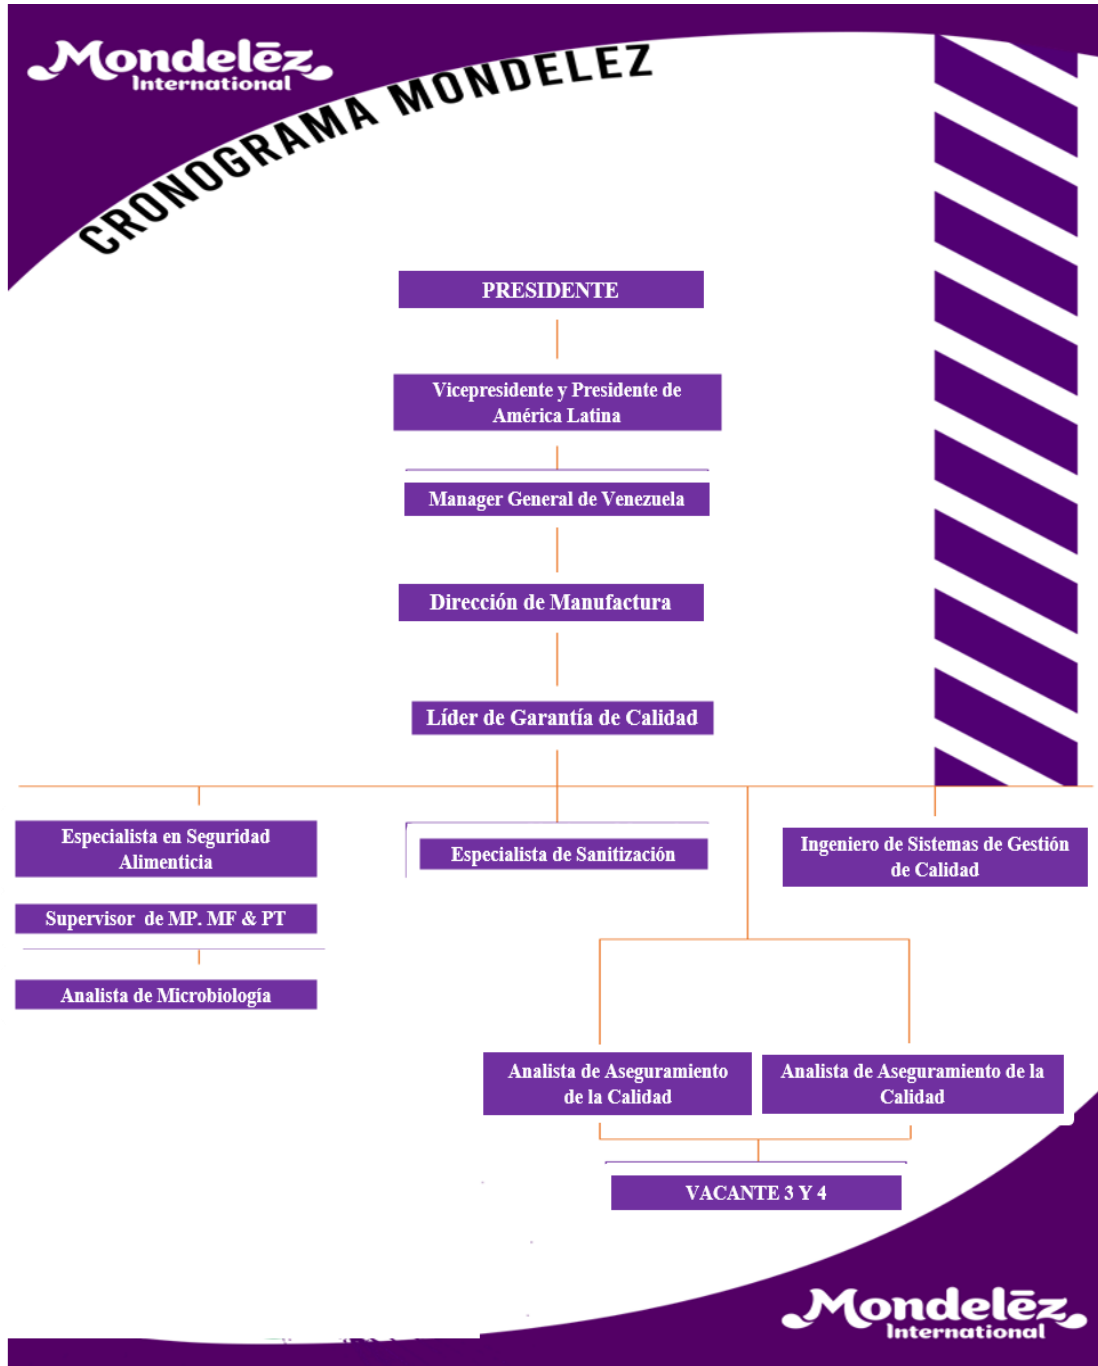 Mondelēz
International
CRONOGRAMA MONDELEZ
PRESIDENTE
Vicepresidente y Presidente de
América Latina
Manager General de Venezuela
Dirección de Manufactura
Líder de Garantía de Calidad
Especialista en Seguridad
Alimenticia
Especialista de Sanitización
Ingeniero de Sistemas de Gestión
de Calidad
Supervisor de MP. MF & PT
Analista de Microbiología
Analista de Aseguramiento
de la Calidad
Analista de Aseguramiento de la
Calidad
VACANTE 3 Y 4
Mondelēz
International